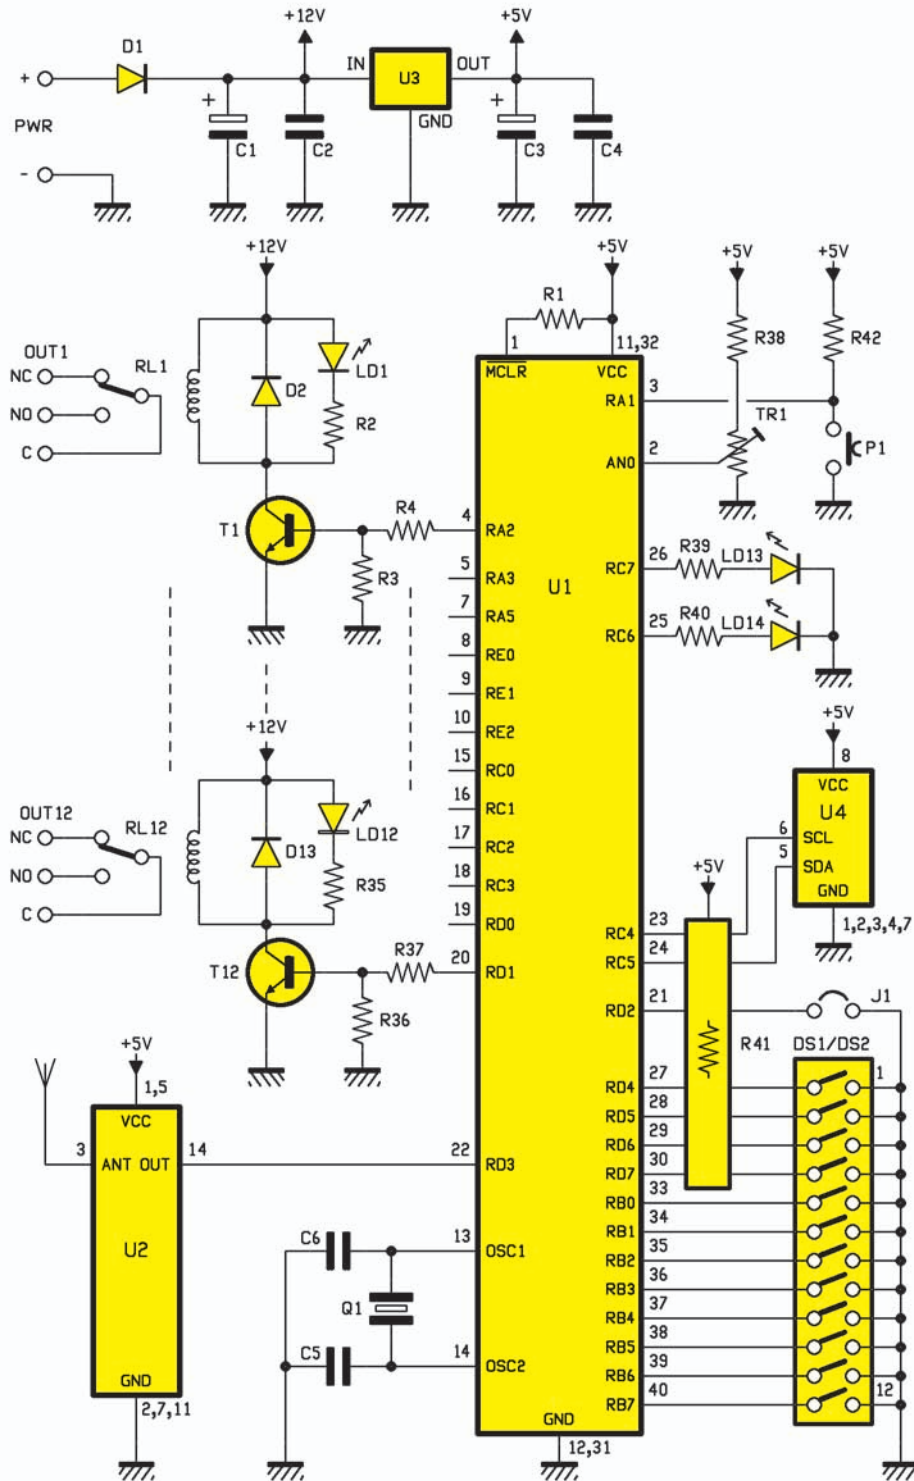 +12V
+5V
D1
+
IN
U3
OUT
+
+
PWR
GND
C1
C2
C3
C4
-
+12V
+5V
+5V
+5V
R1
R38
R42
OUT1
RL1
1
11,32
NC
LD1
MCLR
VCC
3
D2
RA1
NO
R2
TR1
2
C
AN0
P1
R4
4
T1
RA2
26
R39
LD13
5
RC7
R3
RA3
U1
7
25
R40
LD14
RA5
RC6
8
RE0
9
RE1
+5V
10
+12V
RE2
8
15
RC0
VCC
OUT12
16
U4
NC
RL12
LD12
RC1
6
SCL
17
5
D13
RC2
SDA
NO
18
+5V
R35
RC3
GND
C
19
23
1,2,3,4,7
RD0
RC4
R37
20
24
T12
RD1
RC5
21
J1
R36
RD2
+5V
R41
DS1/DS2
1,5
27
1
RD4
VCC
28
RD5
29
3
14
22
RD6
ANT OUT
RD3
30
RD7
33
RB0
C6
13
34
U2
OSC1
RB1
35
RB2
36
Q1
RB3
37
RB4
C5
14
38
OSC2
RB5
39
GND
RB6
40
12
2,7,11
RB7
GND
12,31